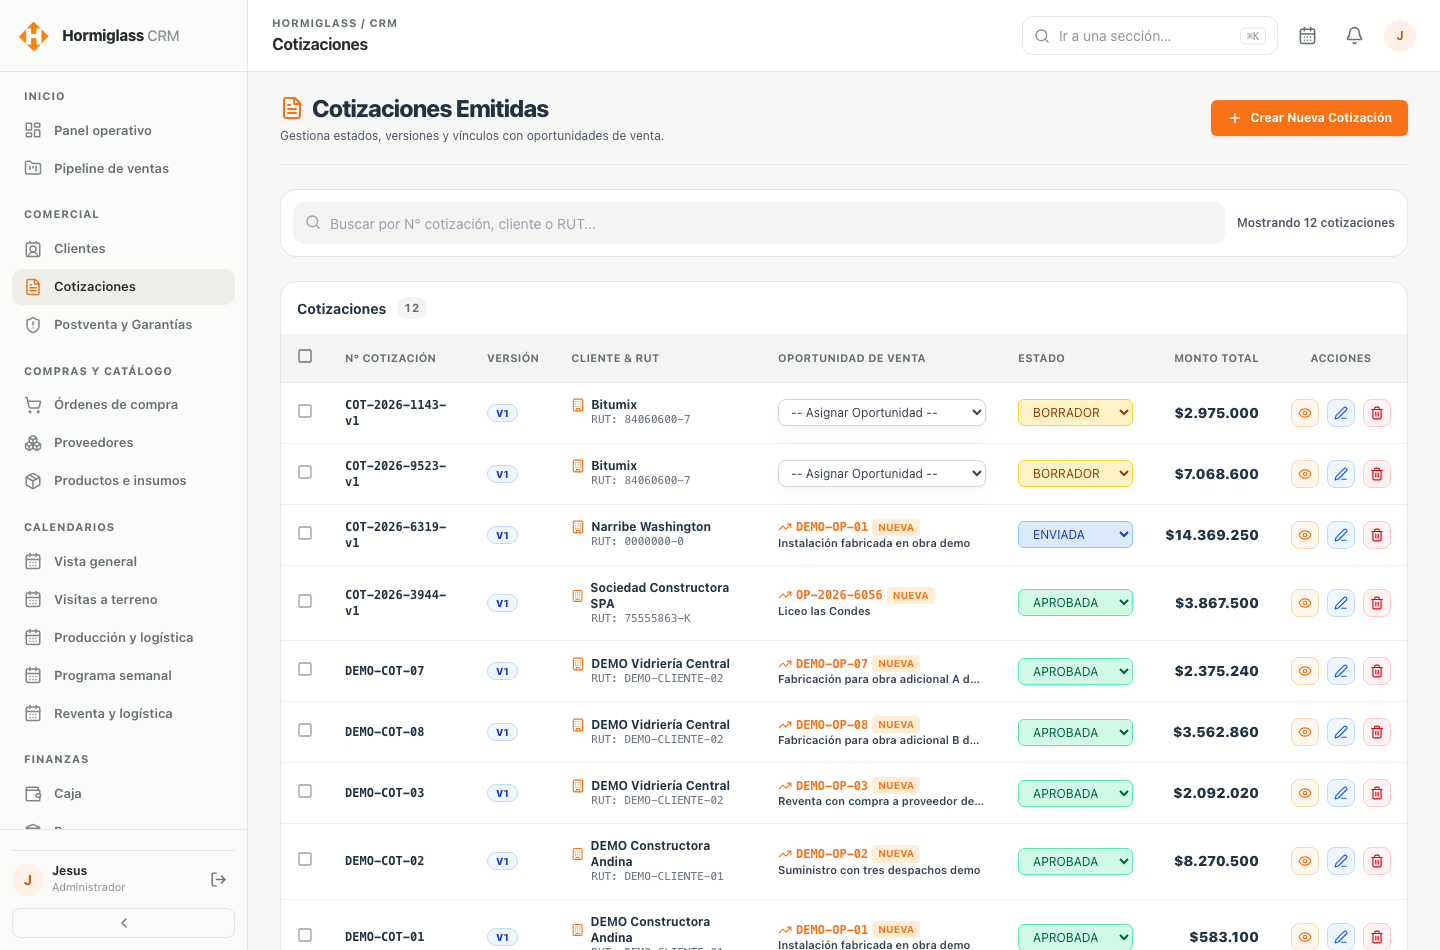 Hormiglass CRM
HORMIGLASS / CRM
Cotizaciones
Ir a una sección...
⌘K
J
INICIO
Panel operativo
Pipeline de ventas
COMERCIAL
Clientes
Cotizaciones
Postventa y Garantías
COMPRAS Y CATÁLOGO
Órdenes de compra
Proveedores
Productos e insumos
CALENDARIOS
Vista general
Visitas a terreno
Producción y logística
Programa semanal
Reventa y logística
FINANZAS
Caja
J
Jesus
Administrador
Cotizaciones Emitidas
Gestiona estados, versiones y vínculos con oportunidades de venta.
+ Crear Nueva Cotización
Buscar por N° cotización, cliente o RUT...
Mostrando 12 cotizaciones
Cotizaciones 12
N° COTIZACIÓN VERSIÓN CLIENTE & RUT OPORTUNIDAD DE VENTA ESTADO MONTO TOTAL ACCIONES
COT-2026-1143-v1 V1 Bitumix -- Asignar Oportunidad -- BORRADOR $2.975.000
RUT: 84060600-7
COT-2026-9523-v1 V1 Bitumix -- Asignar Oportunidad -- BORRADOR $7.068.600
RUT: 84060600-7
COT-2026-6319-v1 V1 Narribe Washington DEMO-OP-01 NUEVA ENVIADA $14.369.250
RUT: 0000000-0 Instalación fabricada en obra demo
COT-2026-3944-v1 V1 Sociedad Constructora SPA OP-2026-6056 NUEVA APROBADA $3.867.500
RUT: 75555863-K Liceo las Condes
DEMO-COT-07 V1 DEMO Vidriería Central DEMO-OP-07 NUEVA APROBADA $2.375.240
RUT: DEMO-CLIENTE-02 Fabricación para obra adicional A d...
DEMO-COT-08 V1 DEMO Vidriería Central DEMO-OP-08 NUEVA APROBADA $3.562.860
RUT: DEMO-CLIENTE-02 Fabricación para obra adicional B d...
DEMO-COT-03 V1 DEMO Vidriería Central DEMO-OP-03 NUEVA APROBADA $2.092.020
RUT: DEMO-CLIENTE-02 Reventa con compra a proveedor de...
DEMO-COT-02 V1 DEMO Constructora Andina DEMO-OP-02 NUEVA APROBADA $8.270.500
RUT: DEMO-CLIENTE-01 Suministro con tres despachos demo
DEMO-COT-01 V1 DEMO Constructora Andina DEMO-OP-01 NUEVA APROBADA $583.100
Instalación fabricada en obra demo